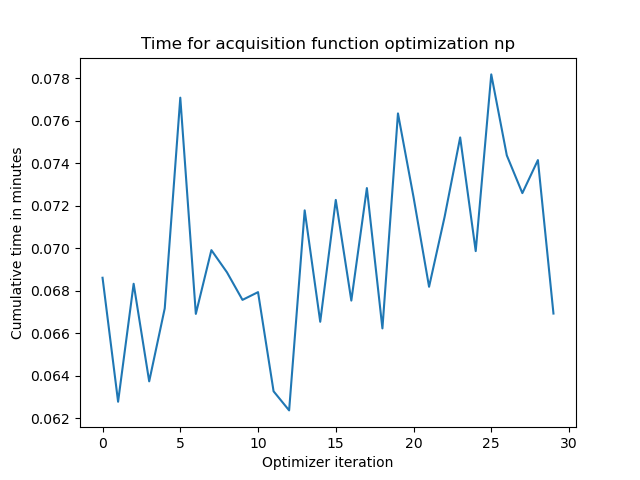 Time for acquisition function optimization np
0.078
0.076
0.074
0.072
0.070
0.068
0.066
0.064
0.062
Cumulative time in minutes
0 5 10 15 20 25 30
Optimizer iteration